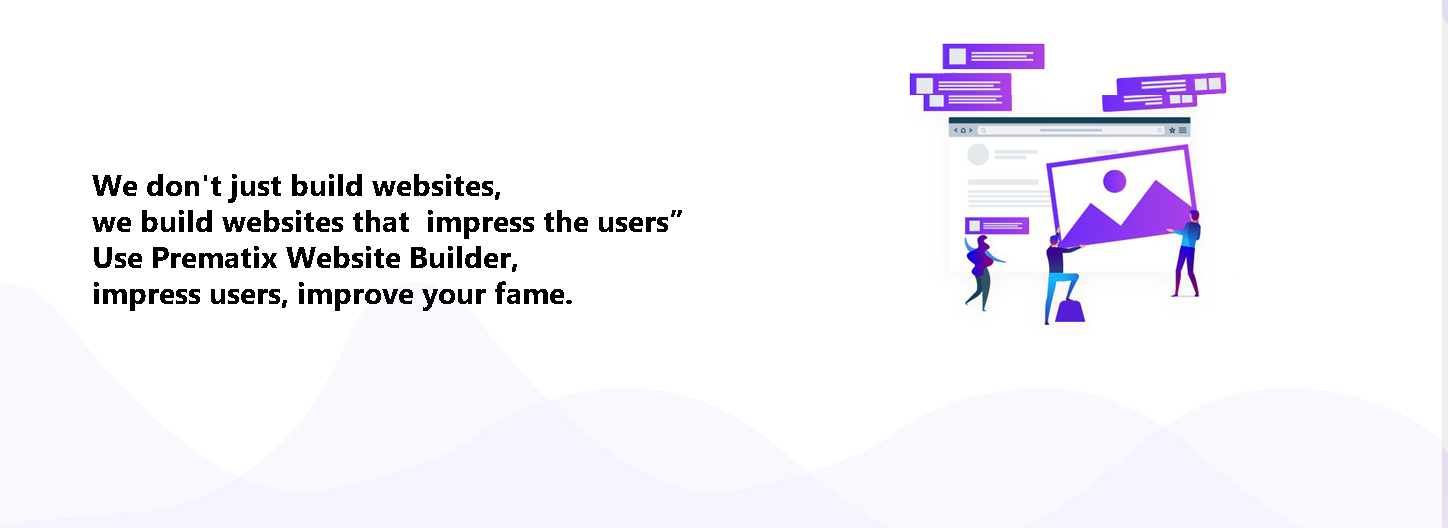 We don't just build websites,
we build websites that  impress the users”
Use Prematix Website Builder,
impress users, improve your fame.